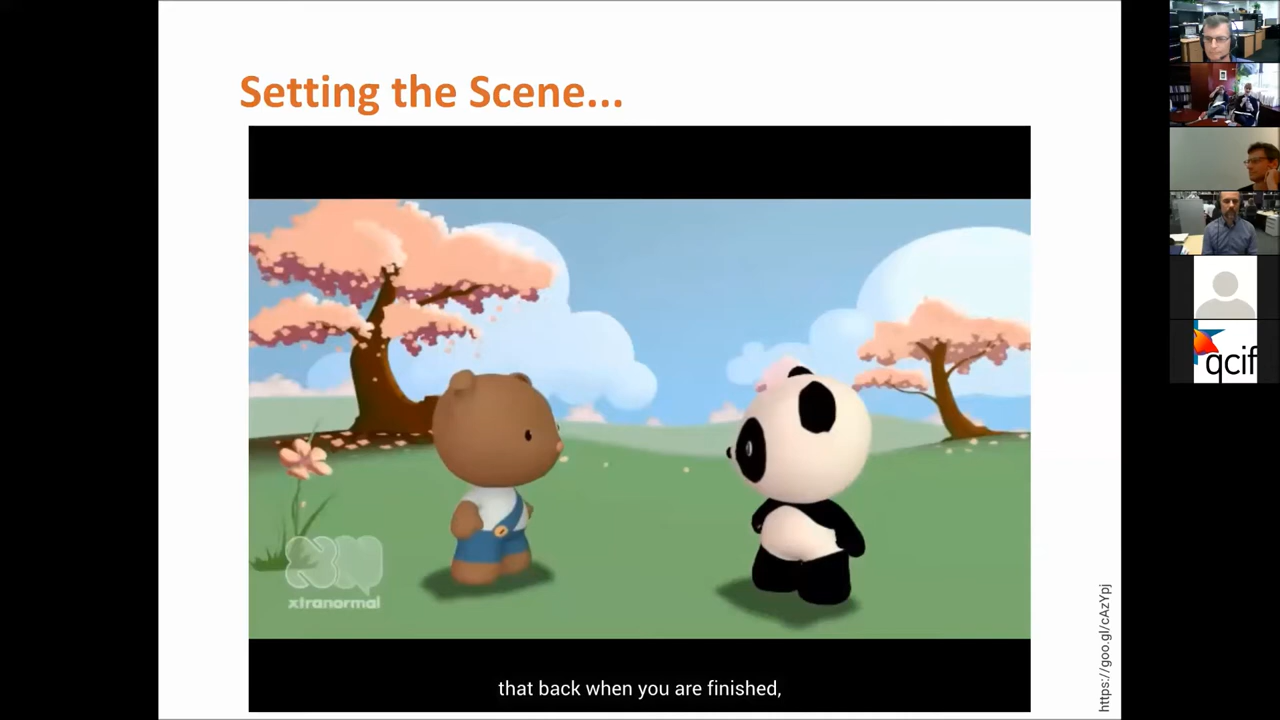 Setting the Scene...
xtranormal
that back when you are finished,
https://goo.gl/cAzYpj
qcif